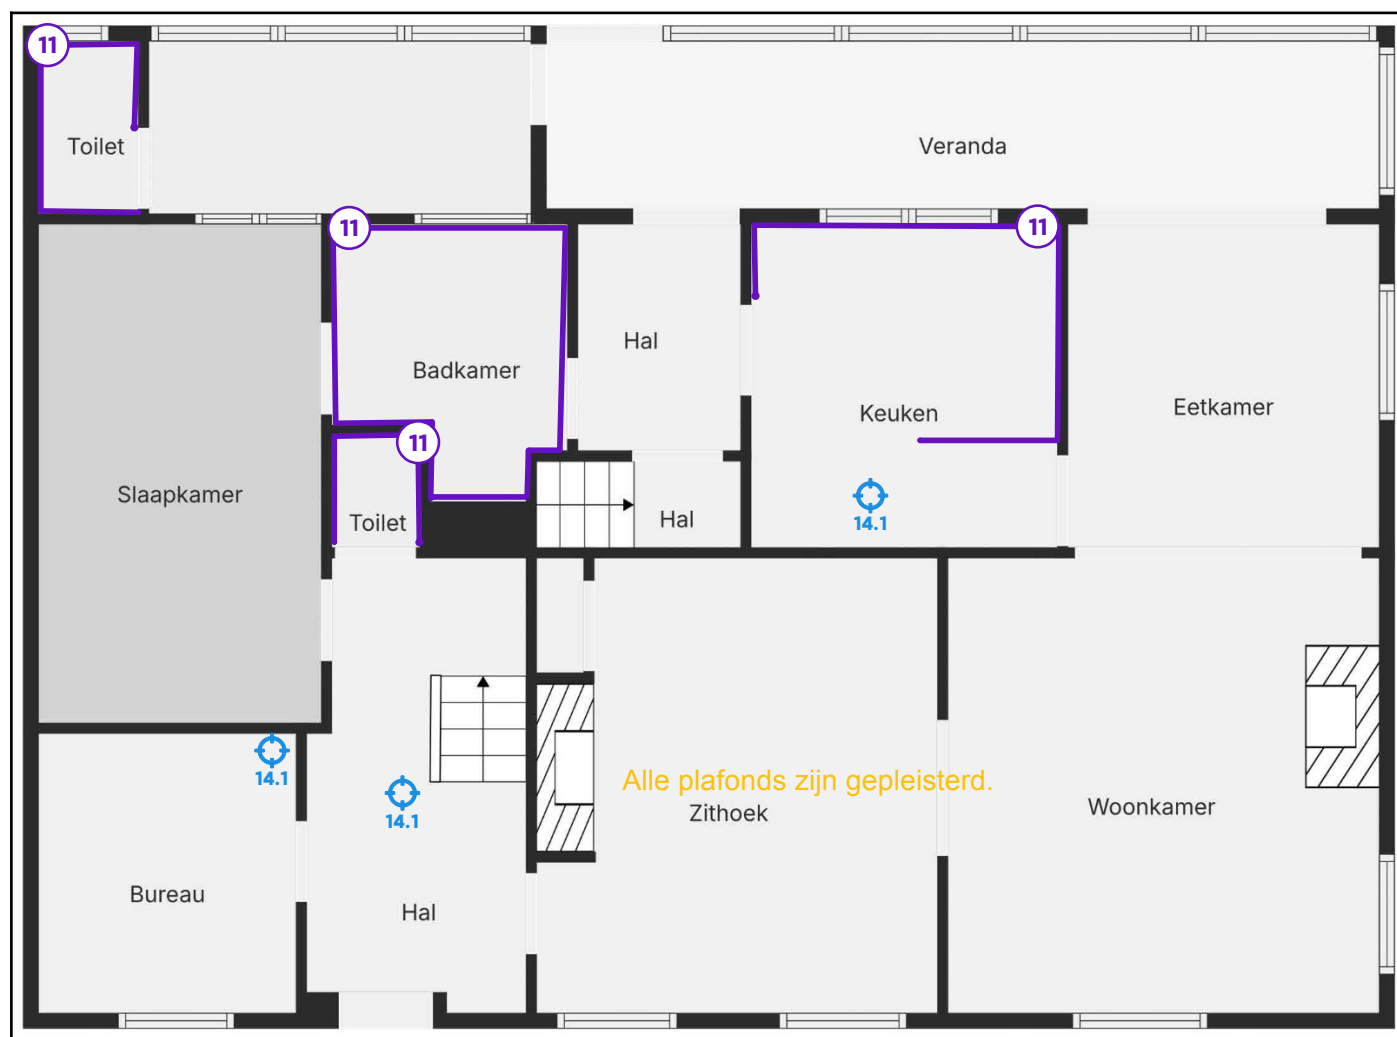 11
Toilet
Veranda
11
11
Hal
Badkamer
Keuken
Eetkamer
11
Slaapkamer
Toilet
Hal
14.1
14.1
14.1
Alle plafonds zijn gepleisterd.
Zithoek
Woonkamer
Bureau
Hal